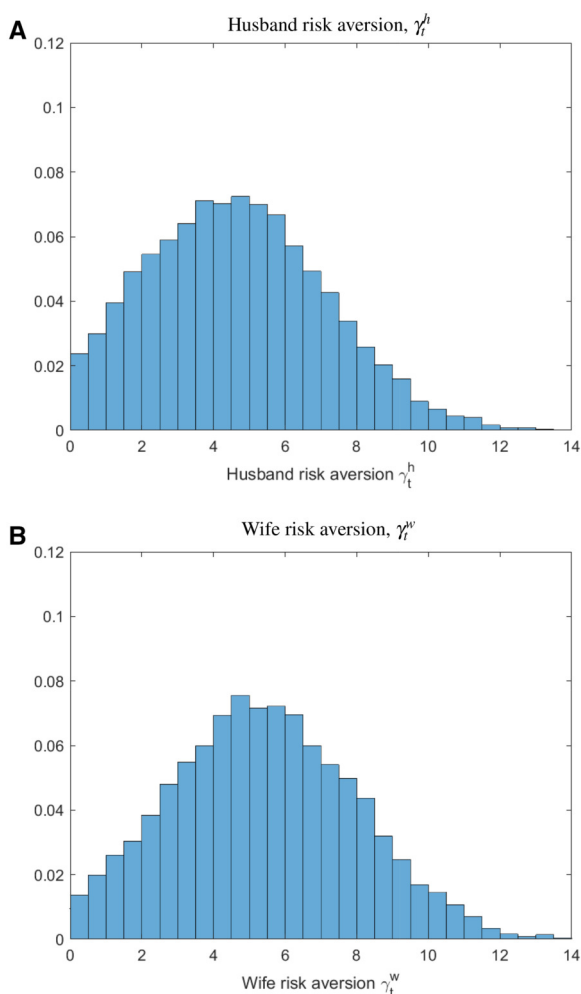 A
Husband risk aversion, γₜʰ
0.12
0.1
0.08
0.06
0.04
0.02
0
0 2 4 6 8 10 12 14
Husband risk aversion γₜʰ
B
Wife risk aversion, γₜʷ
0.12
0.1
0.08
0.06
0.04
0.02
0
0 2 4 6 8 10 12 14
Wife risk aversion γₜʷ